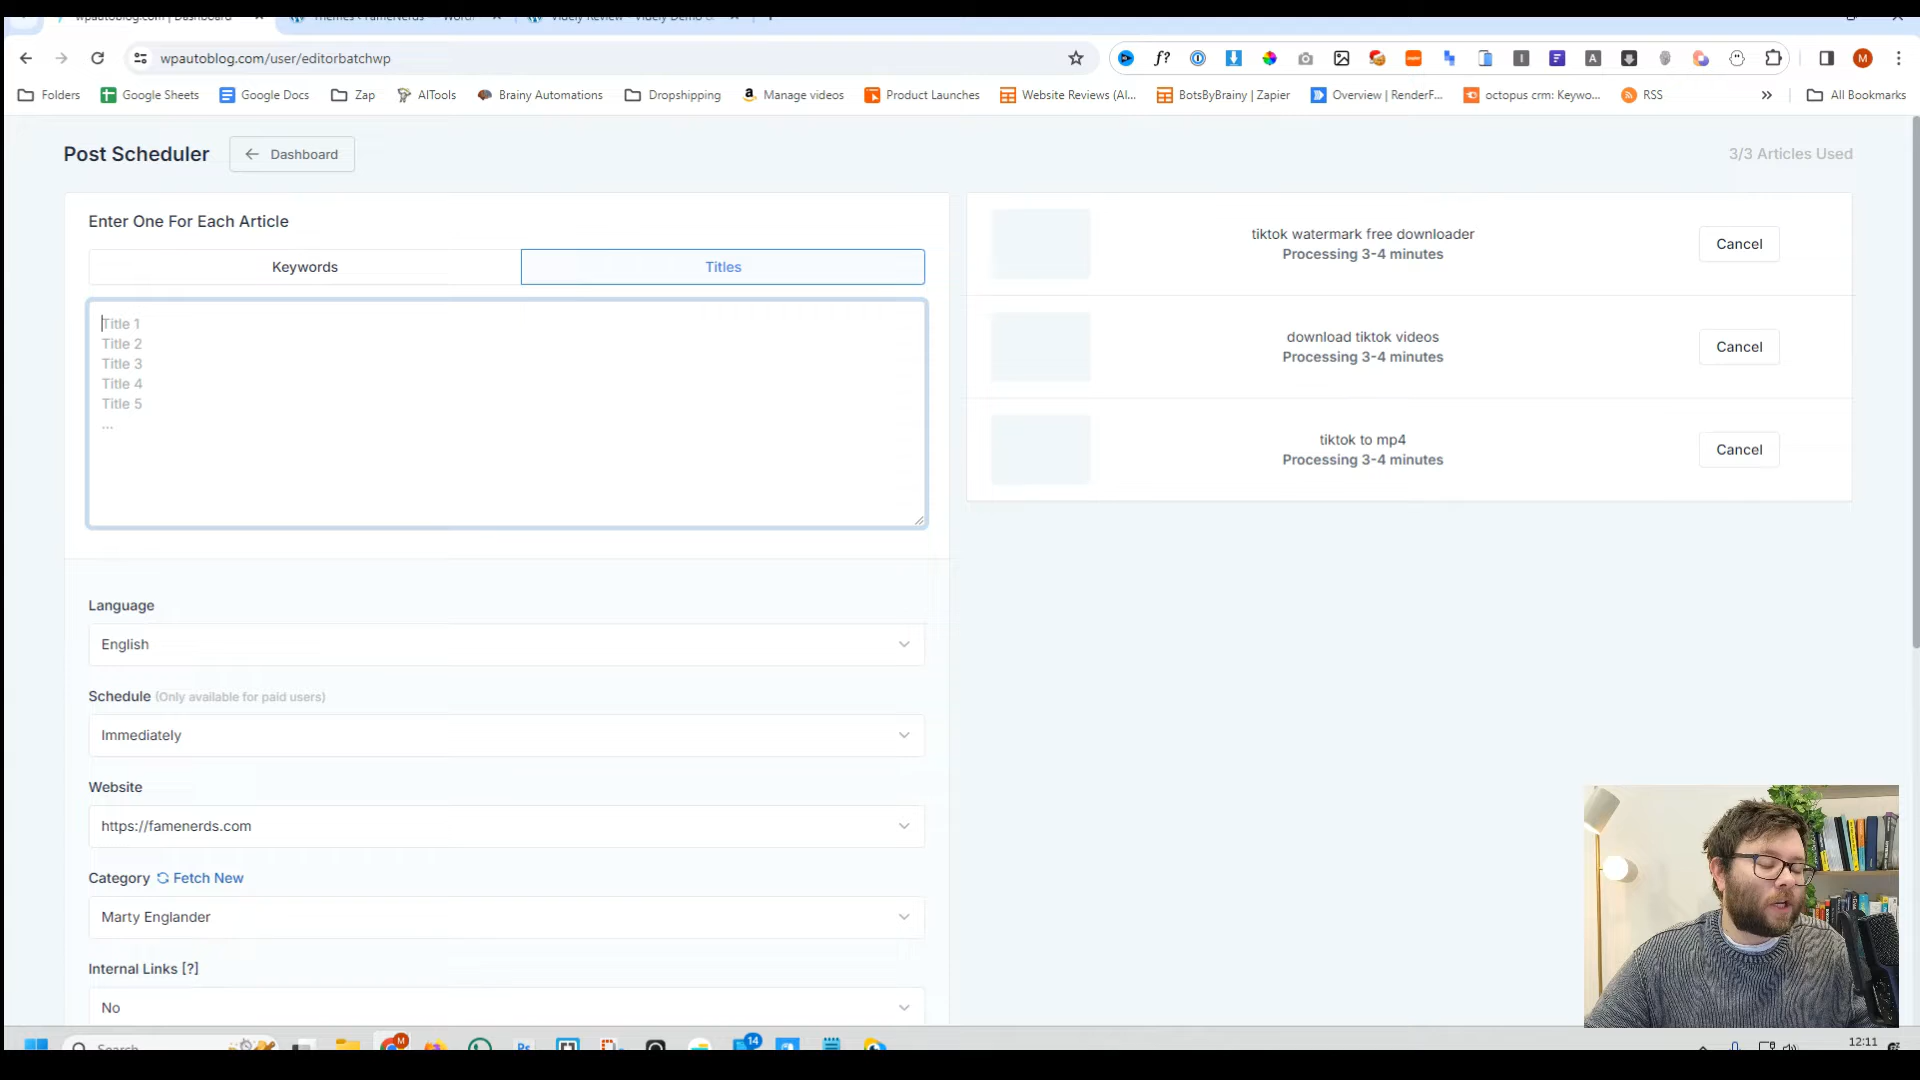 wpautoblog.com | Dashboard
Themes ‹ FameNerds — Word
Videly Review - Videly Demo &
wpautoblog.com/user/editorbatchwp
Folders
Google Sheets
Google Docs
Zap
AITools
Brainy Automations
Dropshipping
Manage videos
Product Launches
Website Reviews (Al...
BotsByBrainy | Zapier
Overview | RenderF...
octopus crm: Keywo...
RSS
All Bookmarks
Post Scheduler
Dashboard
3/3 Articles Used
Enter One For Each Article
Keywords
Titles
Title 1
Title 2
Title 3
Title 4
Title 5
...
tiktok watermark free downloader
Processing 3-4 minutes
Cancel
download tiktok videos
Processing 3-4 minutes
Cancel
tiktok to mp4
Processing 3-4 minutes
Cancel
Language
English
Schedule (Only available for paid users)
Immediately
Website
https://famenerds.com
Category Fetch New
Marty Englander
Internal Links [?]
No
Search
14
12:11